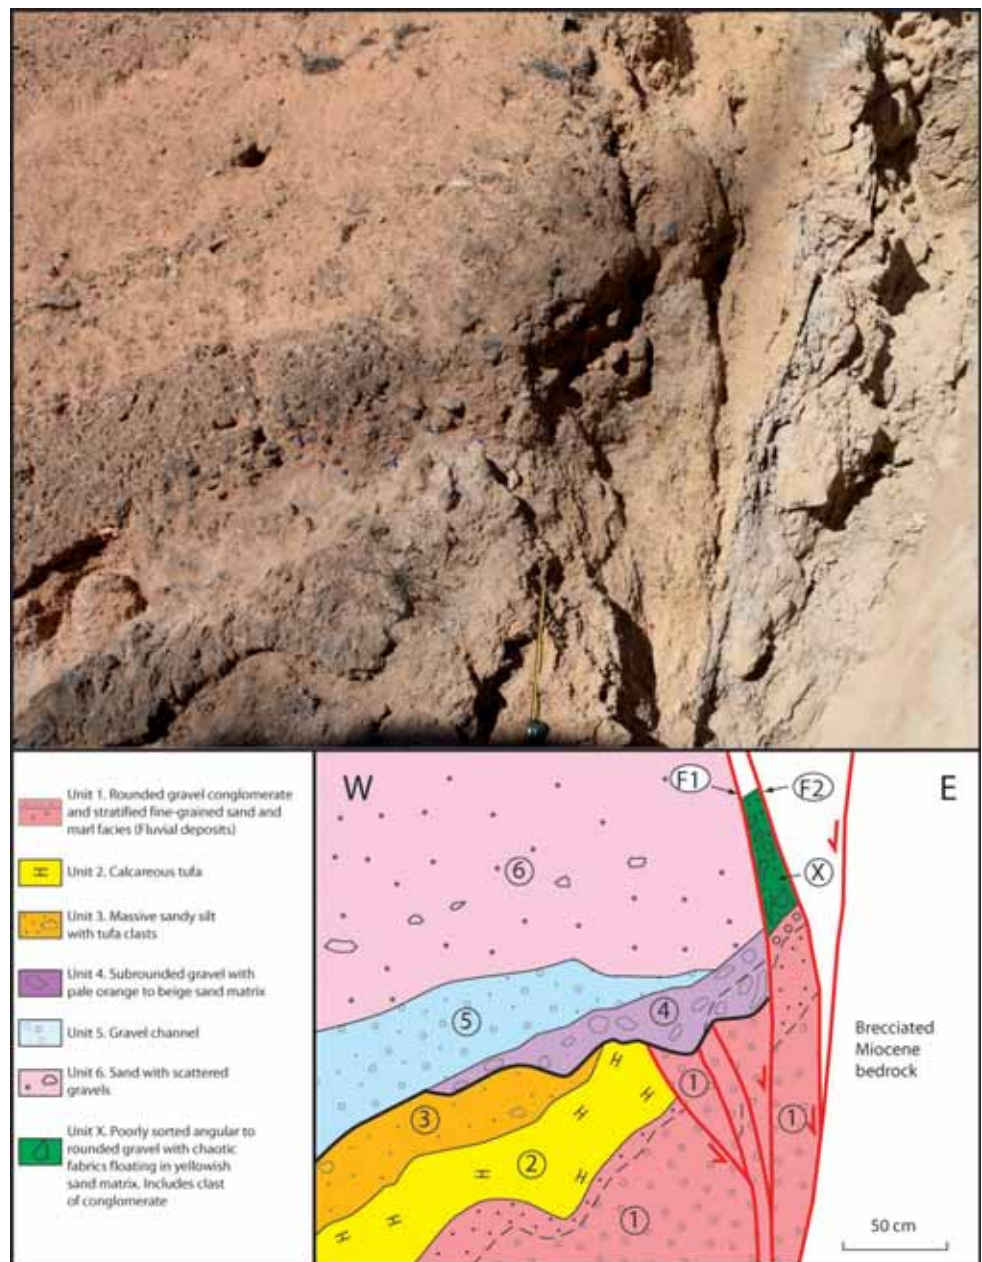 Unit 1. Rounded gravel conglomerate
and stratified fine-grained sand and
marl facies (Fluvial deposits)
Unit 2. Calcareous tufa
Unit 3. Massive sandy silt
with tufa clasts
Unit 4. Subrounded gravel with
pale orange to beige sand matrix
Unit 5. Gravel channel
Unit 6. Sand with scattered
gravels
Unit X. Poorly sorted angular to
rounded gravel with chaotic
fabrics floating in yellowish
sand matrix. Includes clast
of conglomerate
W
E
F1
F2
X
6
5
4
3
2
1
1
1
Brecciated
Miocene
bedrock
50 cm